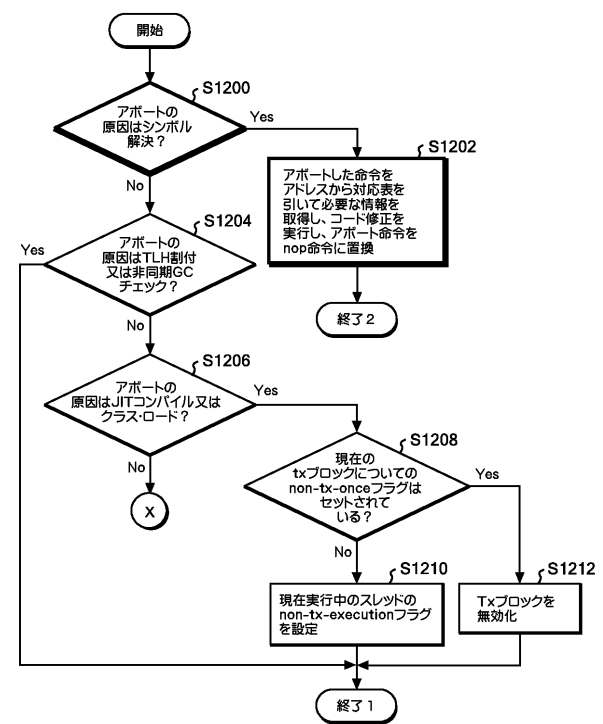 開始
S1200
アボートの
原因はシンボル
解決？
Yes
No
S1202
アボートした命令を
アドレスから対応表を
引いて必要な情報を
取得し、コード修正を
実行し、アボート命令を
nop命令に置換
終了２
S1204
アボートの
原因はTLH割付
又は非同期GC
チェック？
Yes
No
S1206
アボートの
原因はJITコンパイル又は
クラス・ロード？
Yes
No
X
S1208
現在の
txブロックについての
non-tx-onceフラグは
セットされて
いる？
Yes
No
S1210
現在実行中のスレッドの
non-tx-executionフラグ
を設定
S1212
Txブロックを
無効化
終了１